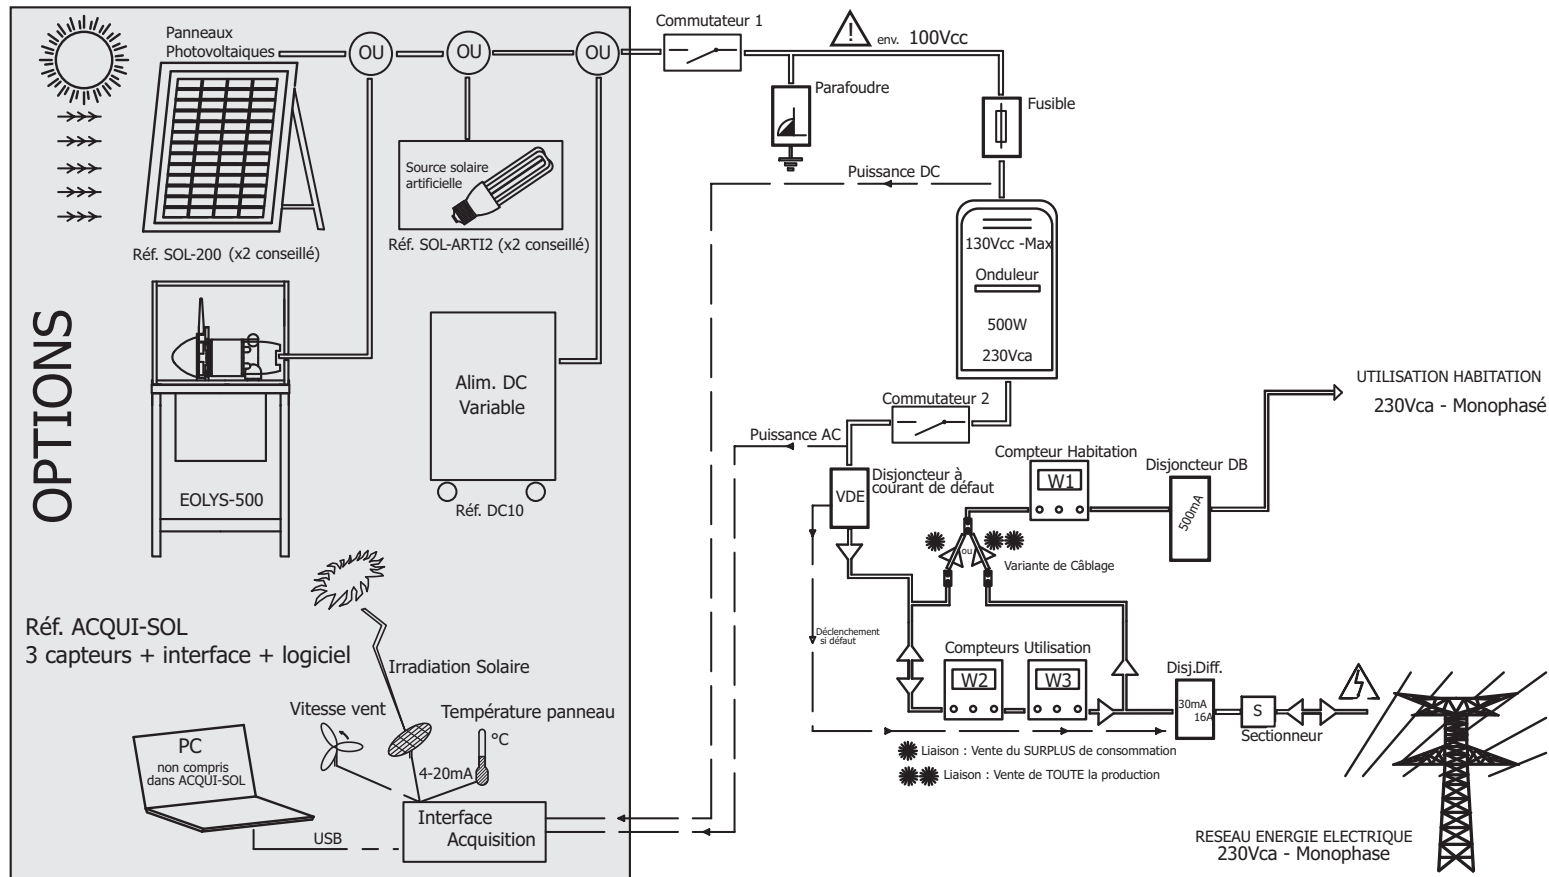 Panneaux
Photovoltaiques
OU
OU
OU
Commutateur 1
env. 100Vcc
Parafoudre
Fusible
Source solaire
artificielle
Réf. SOL-200 (x2 conseillé)
Réf. SOL-ARTI2 (x2 conseillé)
Puissance DC
130Vcc -Max
Onduleur
500W
230Vca
OPTIONS
EOLYS-500
Alim. DC
Variable
Réf. DC10
Commutateur 2
Puissance AC
UTILISATION HABITATION
230Vca - Monophasé
Disjoncteur à
courant de défaut
VDE
Compteur Habitation
W1
Disjoncteur DB
500mA
ou
Variante de Câblage
Déclenchement
si défaut
Compteurs Utilisation
W2
W3
Disj.Diff.
30mA
16A
S
Sectionneur
Liaison : Vente du SURPLUS de consommation
Liaison : Vente de TOUTE la production
RESEAU ENERGIE ELECTRIQUE
230Vca - Monophase
Réf. ACQUI-SOL
3 capteurs + interface + logiciel
Irradiation Solaire
Vitesse vent
Température panneau
°C
4-20mA
PC
non compris
dans ACQUI-SOL
USB
Interface
Acquisition